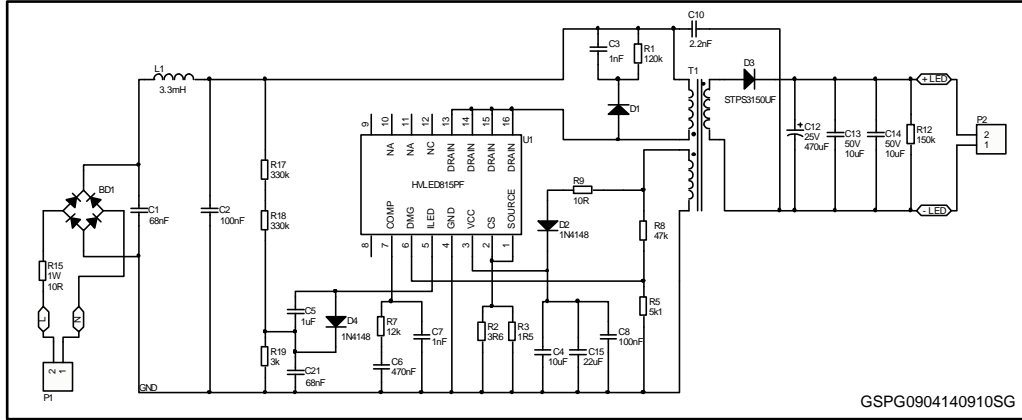 C10
2.2nF
C3
1nF
R1
120k
L1
3.3mH
T1
D3
STPS3150UF
D1
+ LED
P2
2
1
C12
25V
470uF
C13
50V
10uF
C14
50V
10uF
R12
150k
- LED
9
10
11
12
13
14
15
16
NA
NA
NC
DRAIN
DRAIN
DRAIN
DRAIN
U1
HVLED815PF
COMP
DMG
ILED
GND
VCC
CS
SOURCE
8
7
6
5
4
3
2
1
R17
330k
R18
330k
BD1
C1
68nF
C2
100nF
R9
10R
D2
1N4148
R8
47k
R15
1W
10R
L
N
R5
5k1
C5
1uF
D4
1N4148
R7
12k
C7
1nF
R2
3R6
R3
1R5
C8
100nF
C4
10uF
C15
22uF
R19
3k
C21
68nF
C6
470nF
2
1
P1
GND
GSPG0904140910SG